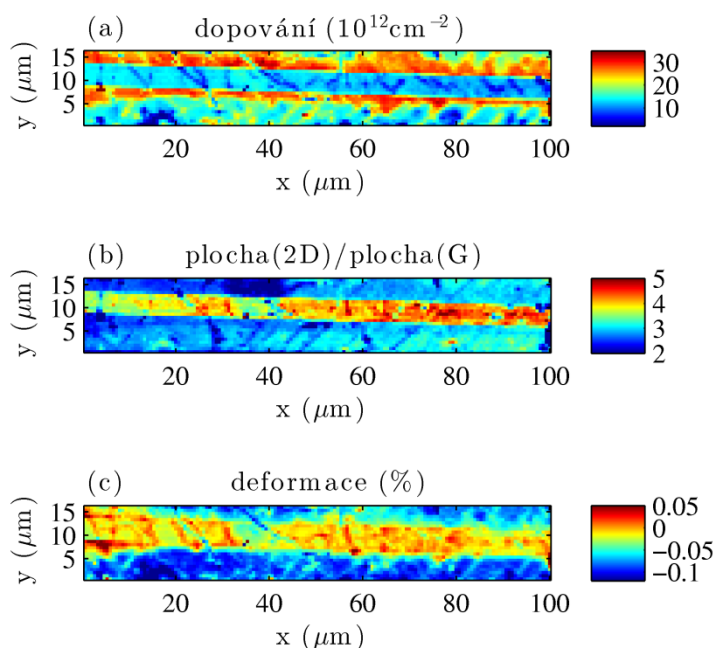 (a) dopování (10¹²cm⁻²)
y (μm)
15
10
5
20 40 60 80 100
x (μm)
30
20
10
(b) plocha(2D)/plocha(G)
y (μm)
15
10
5
20 40 60 80 100
x (μm)
5
4
3
2
(c) deformace (%)
y (μm)
15
10
5
20 40 60 80 100
x (μm)
0.05
0
−0.05
−0.1